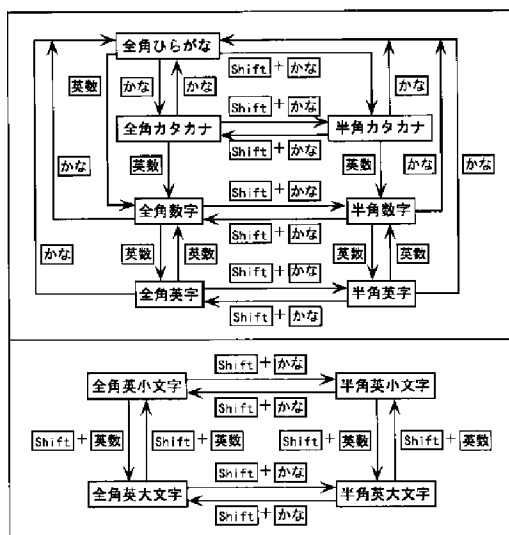 全角ひらがな
Shift + かな
英数 かな かな かな
Shift + かな
全角カタカナ 半角カタカナ
Shift + かな
かな 英数 英数 かな かな
Shift + かな
全角数字 半角数字
Shift + かな
かな 英数 英数 Shift + かな 英数 英数
全角英字 半角英字
Shift + かな
Shift + かな
全角英小文字 半角英小文字
Shift + かな
Shift + 英数 Shift + 英数 Shift + 英数 Shift + 英数
Shift + かな
全角英大文字 半角英大文字
Shift + かな